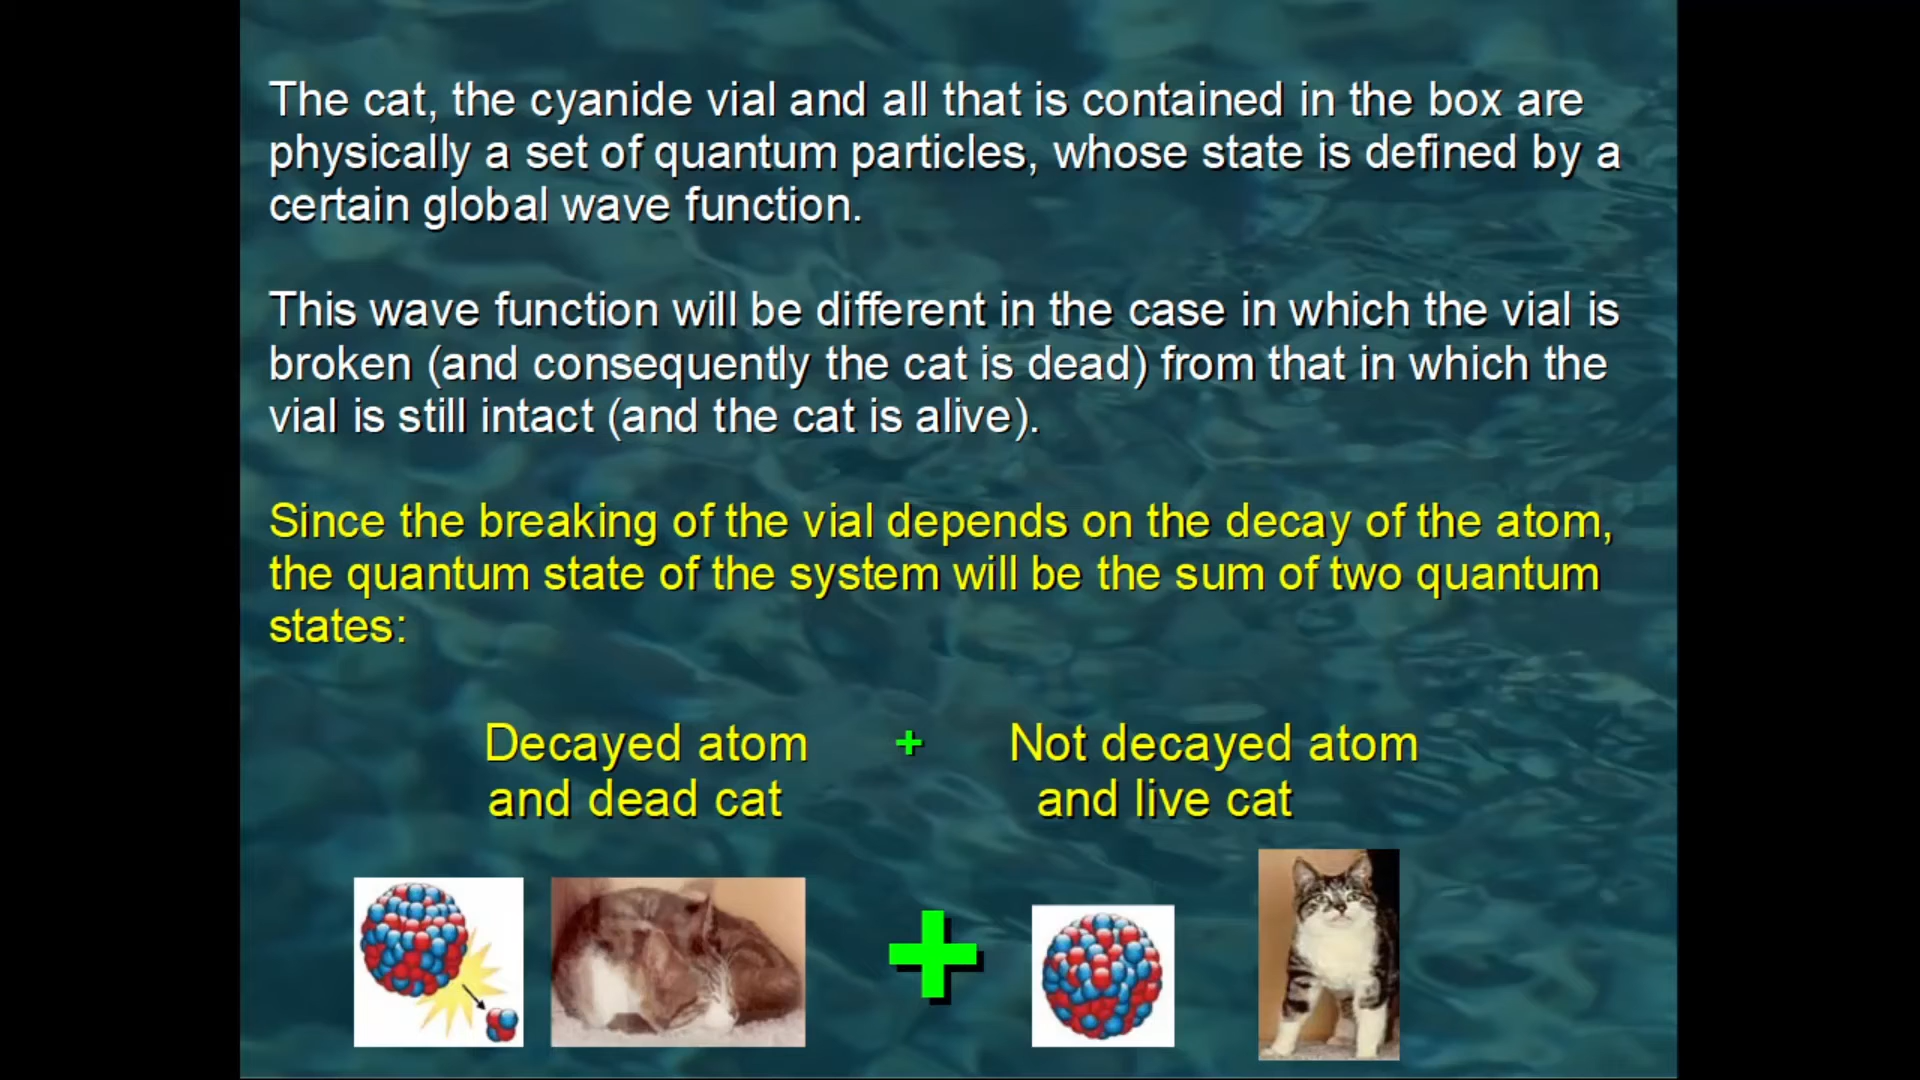 The cat, the cyanide vial and all that is contained in the box are
physically a set of quantum particles, whose state is defined by a
certain global wave function.
This wave function will be different in the case in which the vial is
broken (and consequently the cat is dead) from that in which the
vial is still intact (and the cat is alive).
Since the breaking of the vial depends on the decay of the atom,
the quantum state of the system will be the sum of two quantum
states:
Decayed atom + Not decayed atom
and dead cat and live cat